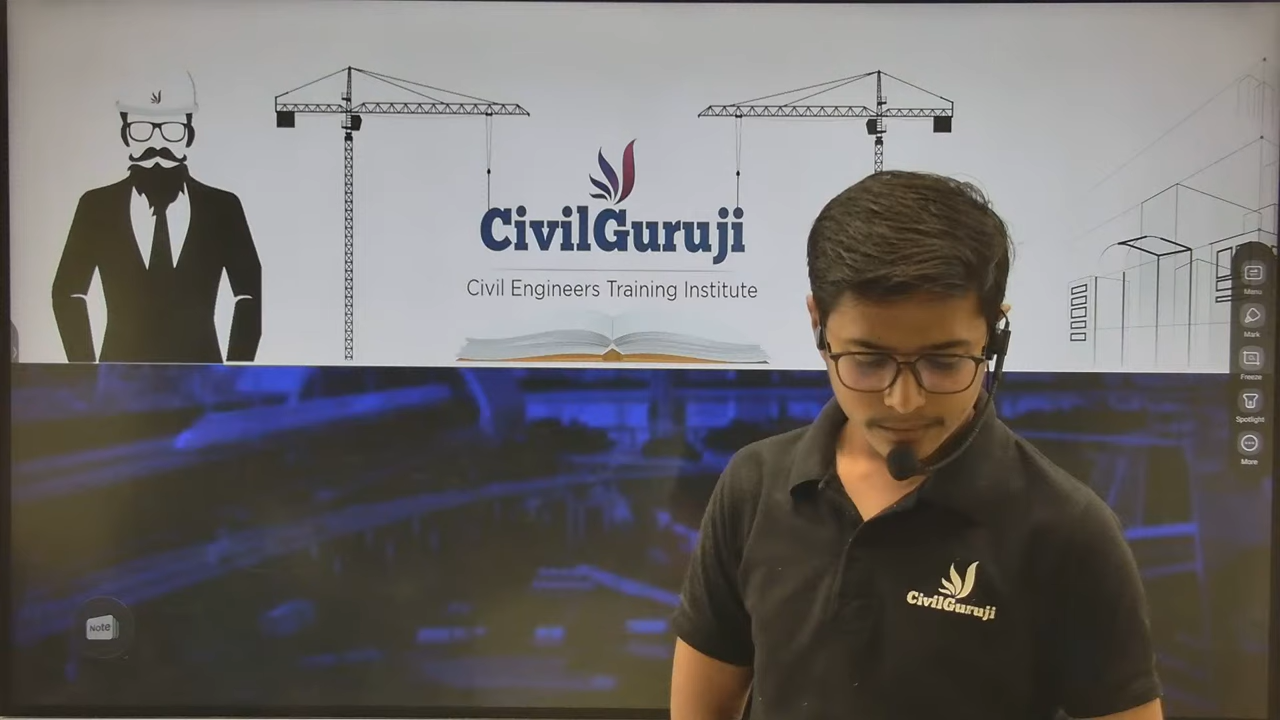 CivilGuruji
Civil Engineers Training Institute
Menu
Mark
Freeze
Spotlight
More
Note
CivilGuruji